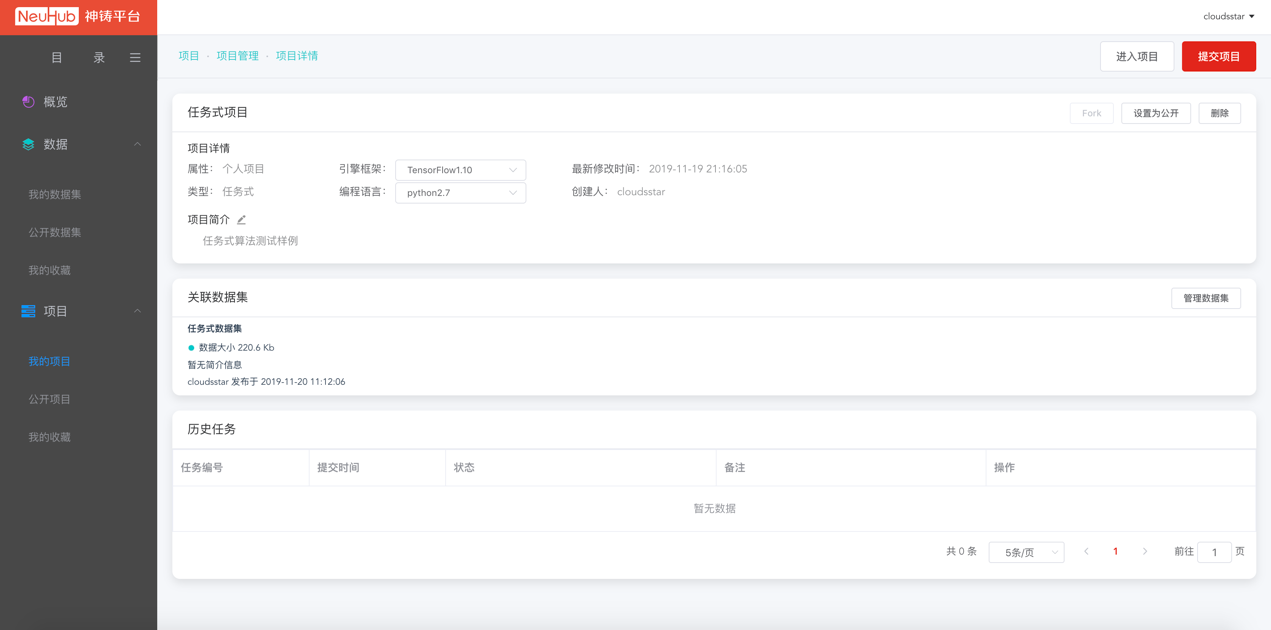 NeuHub 神铸平台
cloudsstar
目 录
项目 - 项目管理 - 项目详情
进入项目
提交项目
概览
数据
我的数据集
公开数据集
我的收藏
项目
我的项目
公开项目
我的收藏
任务式项目
Fork
设置为公开
删除
项目详情
属性： 个人项目 引擎框架： TensorFlow1.10 最新修改时间： 2019-11-19 21:16:05
类型： 任务式 编程语言： python2.7 创建人： cloudsstar
项目简介
任务式算法测试样例
关联数据集
管理数据集
任务式数据集
数据大小 220.6 Kb
暂无简介信息
cloudsstar 发布于 2019-11-20 11:12:06
历史任务
任务编号 提交时间 状态 备注 操作
暂无数据
共 0 条 5条/页 < 1 > 前往 1 页